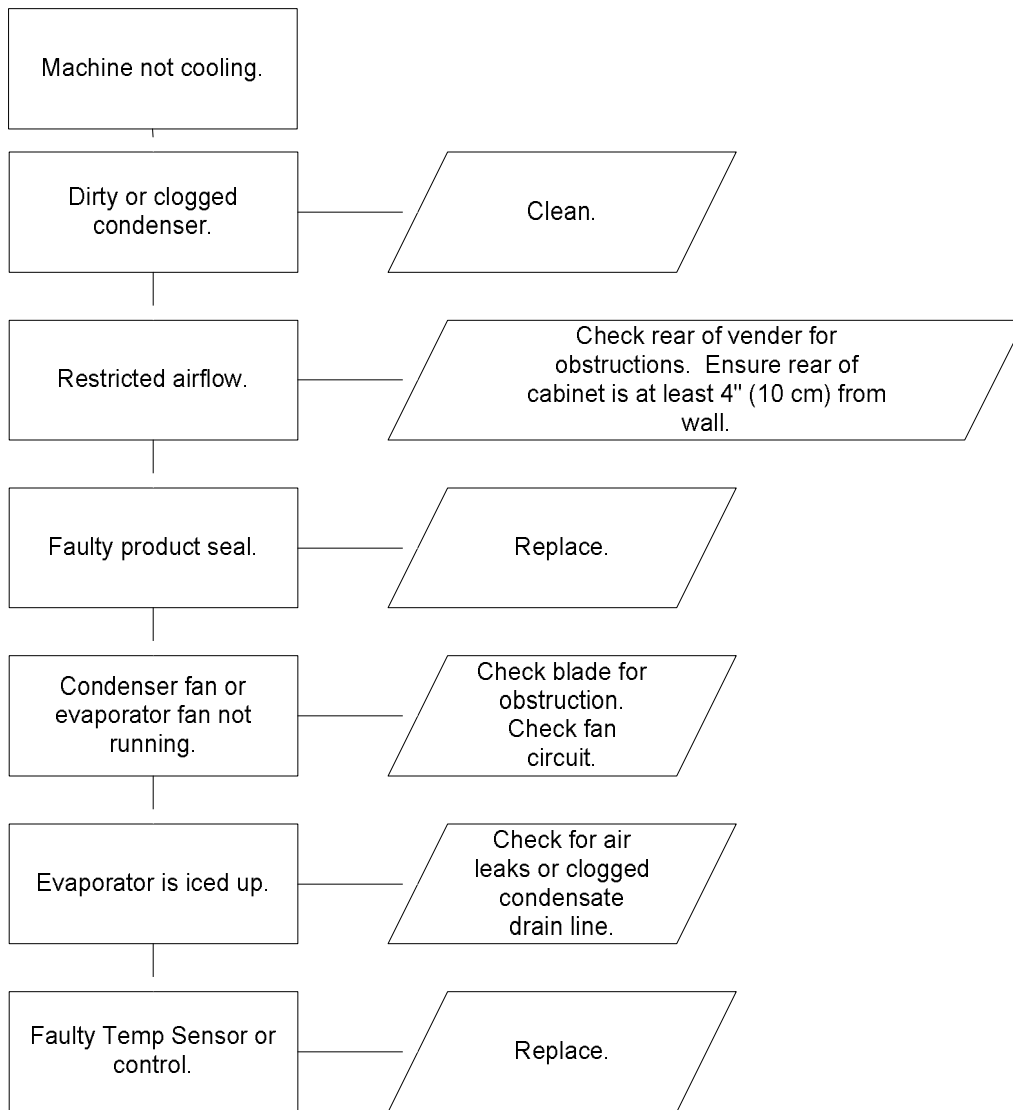 Machine not cooling.
Dirty or clogged
condenser.
Clean.
Restricted airflow.
Check rear of vender for
obstructions.  Ensure rear of
cabinet is at least 4" (10 cm) from
wall.
Faulty product seal.
Replace.
Condenser fan or
evaporator fan not
running.
Check blade for
obstruction.
Check fan
circuit.
Evaporator is iced up.
Check for air
leaks or clogged
condensate
drain line.
Faulty Temp Sensor or
control.
Replace.